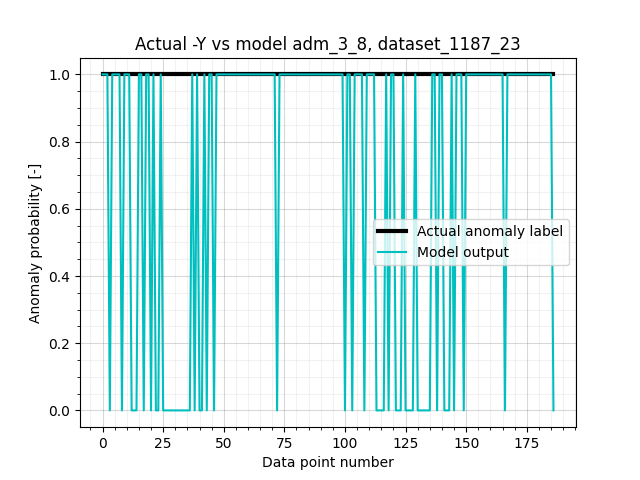 Actual -Y vs model adm_3_8, dataset_1187_23
Anomaly probability [-]
1.0
0.8
0.6
0.4
0.2
0.0
Actual anomaly label
Model output
0 25 50 75 100 125 150 175
Data point number